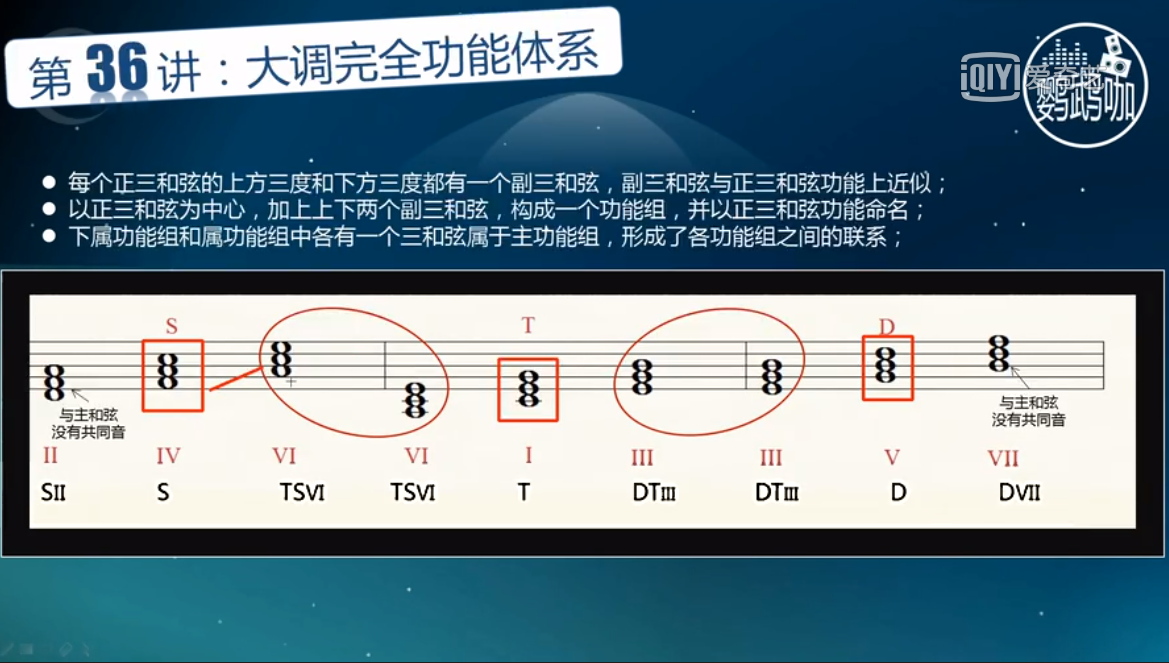 第 36 讲：大调完全功能体系
iQIYI 爱奇艺
鹦鹉咖
每个正三和弦的上方三度和下方三度都有一个副三和弦，副三和弦与正三和弦功能上近似；
以正三和弦为中心，加上上下两个副三和弦，构成一个功能组，并以正三和弦功能命名；
下属功能组和属功能组中各有一个三和弦属于主功能组，形成了各功能组之间的联系；
S T D
与主和弦
没有共同音
与主和弦
没有共同音
II IV VI VI I III III V VII
SII S TSVI TSVI T DTIII DTIII D DVII